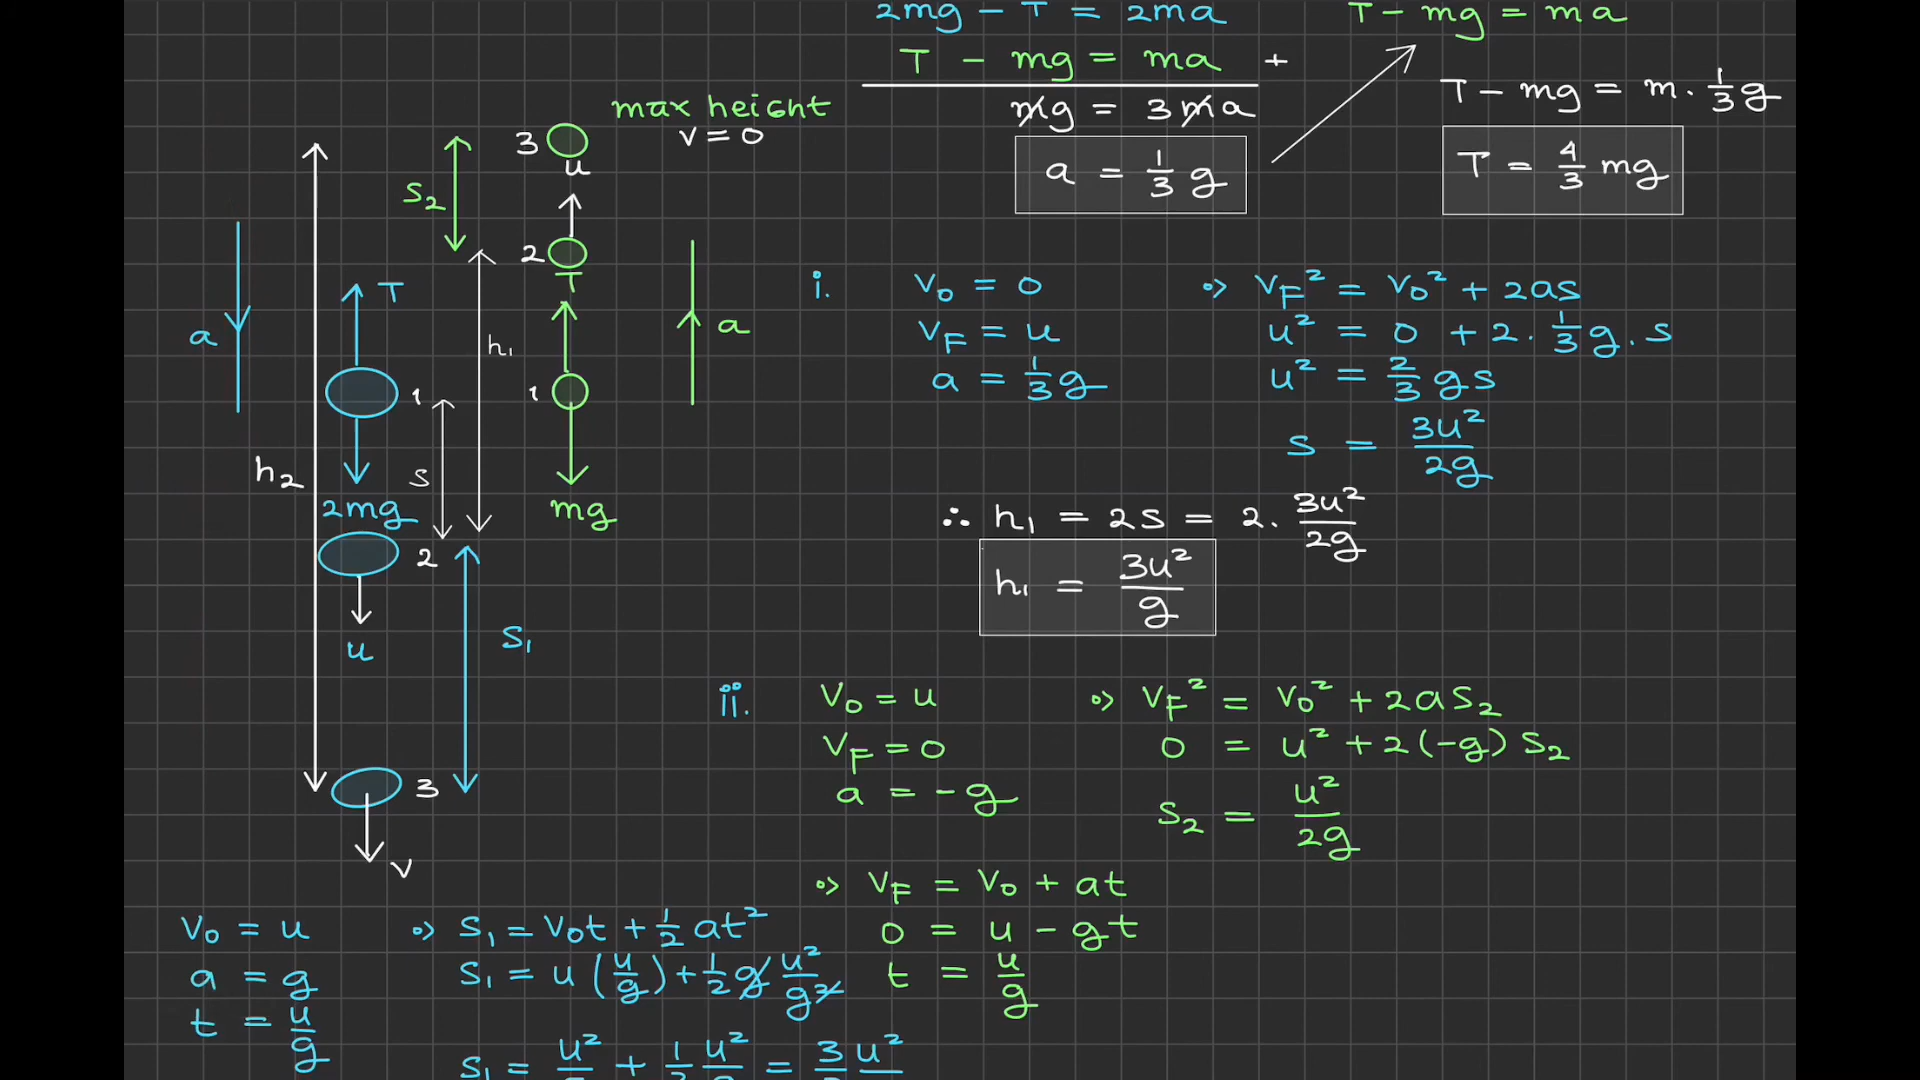 2mg - T = 2ma
T - mg = ma +
mg = 3ma
a = 1/3 g
T - mg = ma
T - mg = m . 1/3 g
T = 4/3 mg
max height
v = 0
3
u
S2
2
T
T
a
h1
a
1
1
h2
S
2mg
mg
2
u
S1
3
v
i.
v0 = 0
vF = u
a = 1/3 g
vF² = v0² + 2as
u² = 0 + 2 . 1/3 g . s
u² = 2/3 gs
s = 3u²/2g
∴ h1 = 2s = 2 . 3u²/2g
h1 = 3u²/g
ii.
v0 = u
vF = 0
a = -g
vF² = v0² + 2aS2
0 = u² + 2(-g) S2
S2 = u²/2g
vF = v0 + at
0 = u - gt
t = u/g
v0 = u
a = g
t = u/g
S1 = v0t + 1/2 at²
S1 = u (u/g) + 1/2 g u²/g²